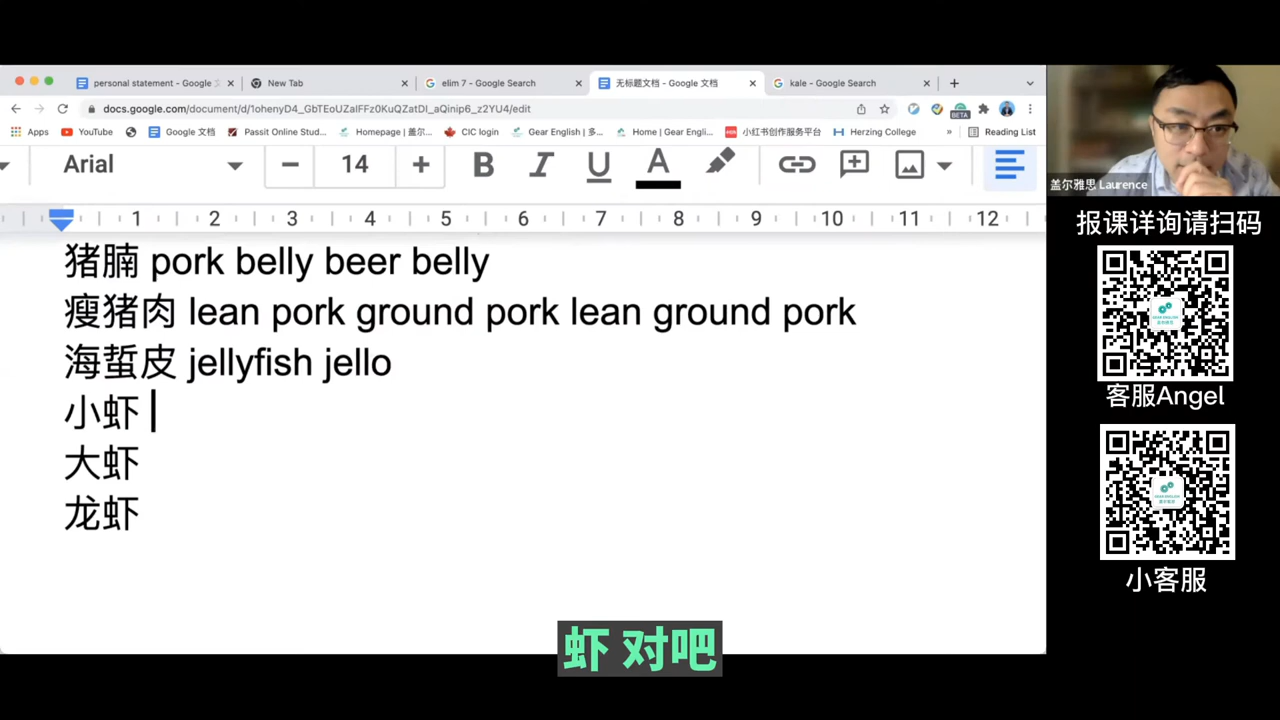 personal statement - Google 文
New Tab
elim 7 - Google Search
无标题文档 - Google 文档
kale - Google Search
docs.google.com/document/d/1ohenyD4_GbTEoUZaIFFz0KuQZatDI_aQinip6_z2YU4/edit
BETA
Apps
YouTube
Google 文档
Passit Online Stud...
Homepage | 盖尔...
CIC login
Gear English | 多...
Home | Gear Engli...
小红书创作服务平台
Herzing College
»
Reading List
Arial
14
B I U A
1 2 3 4 5 6 7 8 9 10 11 12
猪腩 pork belly beer belly
瘦猪肉 lean pork ground pork lean ground pork
海蜇皮 jellyfish jello
小虾
大虾
龙虾
虾 对吧
盖尔雅思 Laurence
报课详询请扫码
客服Angel
小客服